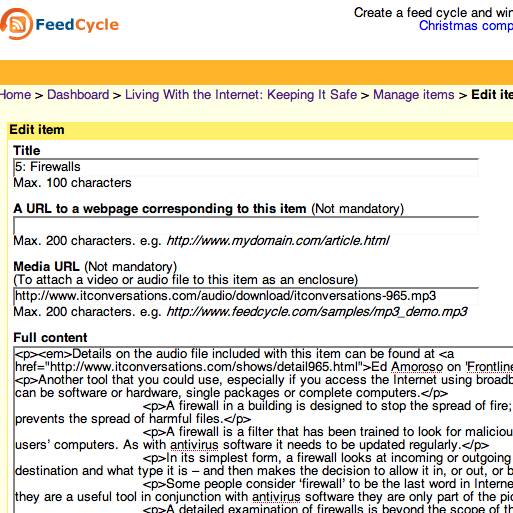 FeedCycle
Create a feed cycle and win
Christmas comp
Home > Dashboard > Living With the Internet: Keeping It Safe > Manage items > Edit ite
Edit item
Title
5: Firewalls
Max. 100 characters
A URL to a webpage corresponding to this item (Not mandatory)
Max. 200 characters. e.g. http://www.mydomain.com/article.html
Media URL (Not mandatory)
(To attach a video or audio file to this item as an enclosure)
http://www.itconversations.com/audio/download/itconversations-965.mp3
Max. 200 characters. e.g. http://www.feedcycle.com/samples/mp3_demo.mp3
Full content
<p><em>Details on the audio file included with this item can be found at <a
href="http://www.itconversations.com/shows/detail965.html">Ed Amoroso on 'Frontline
<p>Another tool that you could use, especially if you access the Internet using broadb
can be software or hardware, single packages or complete computers.</p>
<p>A firewall in a building is designed to stop the spread of fire;
prevents the spread of harmful files.</p>
<p>A firewall is a filter that has been trained to look for maliciou
users' computers. As with antivirus software it needs to be updated regularly.</p>
<p>In its simplest form, a firewall looks at incoming or outgoing
destination and what type it is – and then makes the decision to allow it in, or out, or b
<p>Some people consider 'firewall' to be the last word in Interne
they are a useful tool in conjunction with antivirus software they are only part of the pic
<p>A detailed examination of firewalls is beyond the scope of th